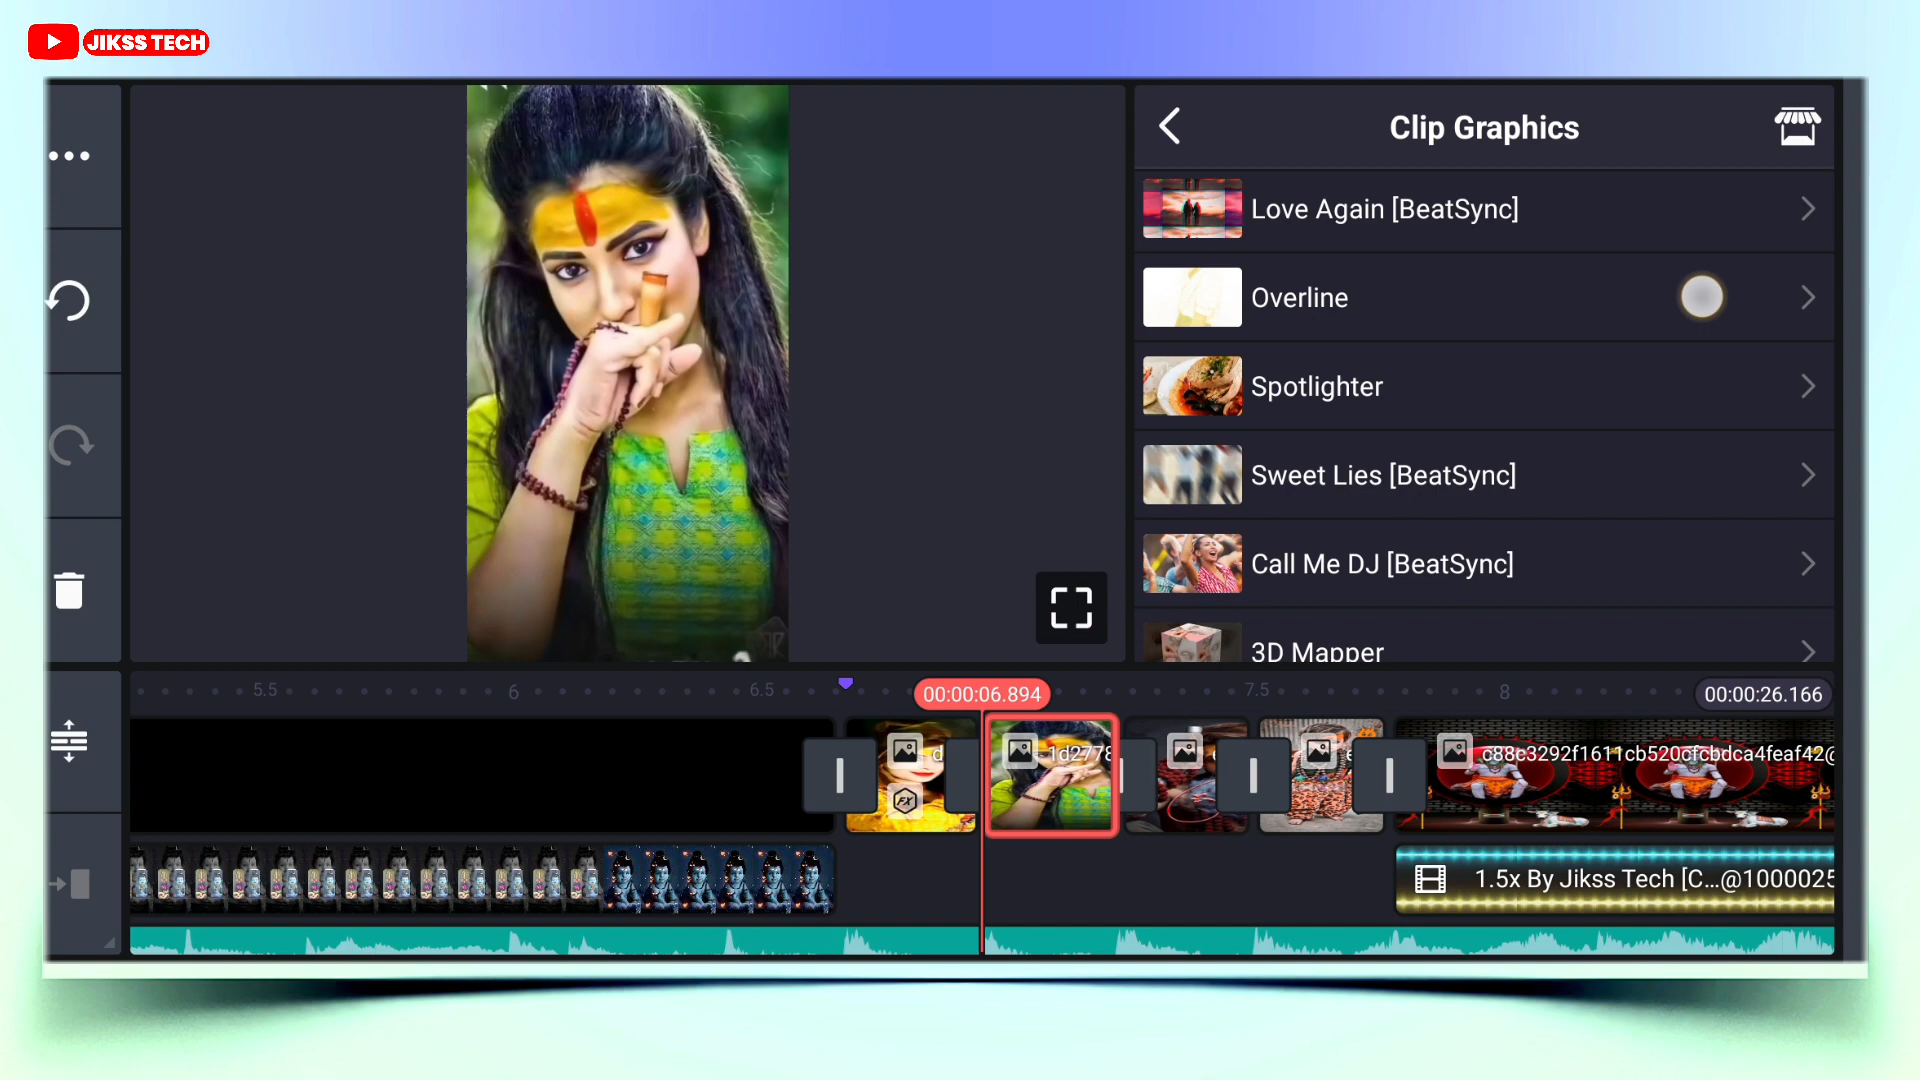 JIKSS TECH
Clip Graphics
Love Again [BeatSync]
Overline
Spotlighter
Sweet Lies [BeatSync]
Call Me DJ [BeatSync]
3D Mapper
5.5
6
6.5
00:00:06.894
7.5
8
00:00:26.166
d
1d2778
c88c3292f1611cb520cfcbdca4feaf42@
FX
1.5x By Jikss Tech [C...@1000025